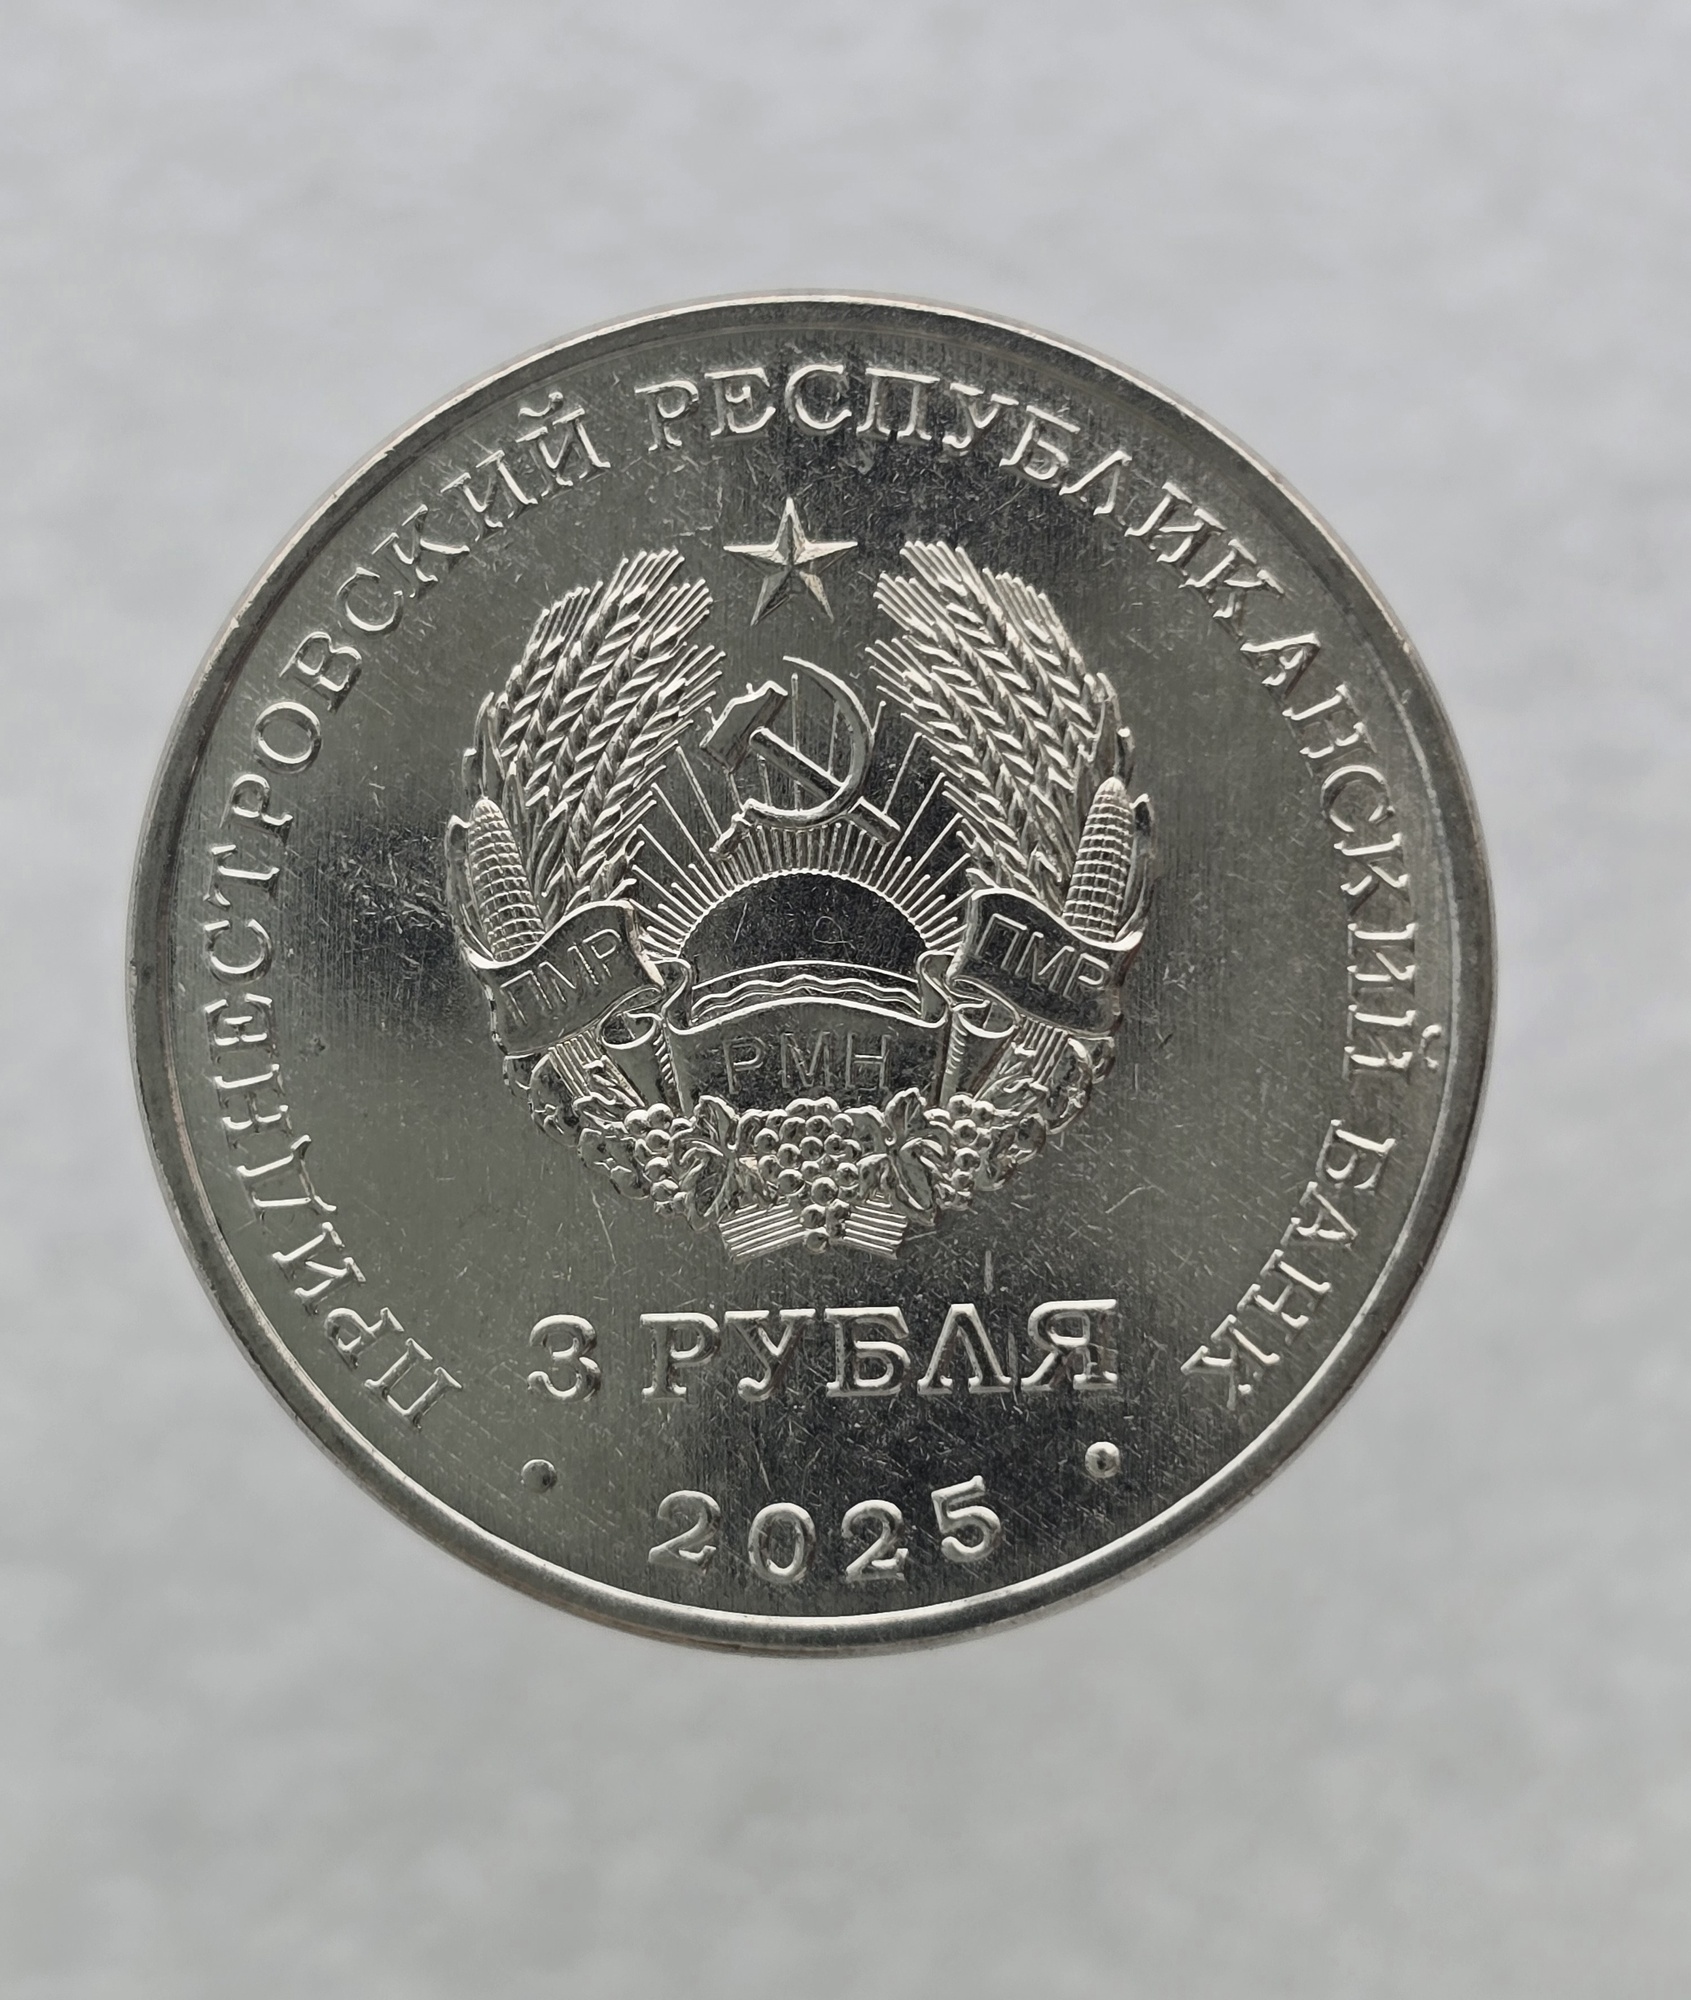 ПРИДНЕСТРОВСКИЙ РЕСПУБЛИКАНСКИЙ БАНК
ПМР
ПМР
РМН
3 РУБЛЯ
• 2025 •